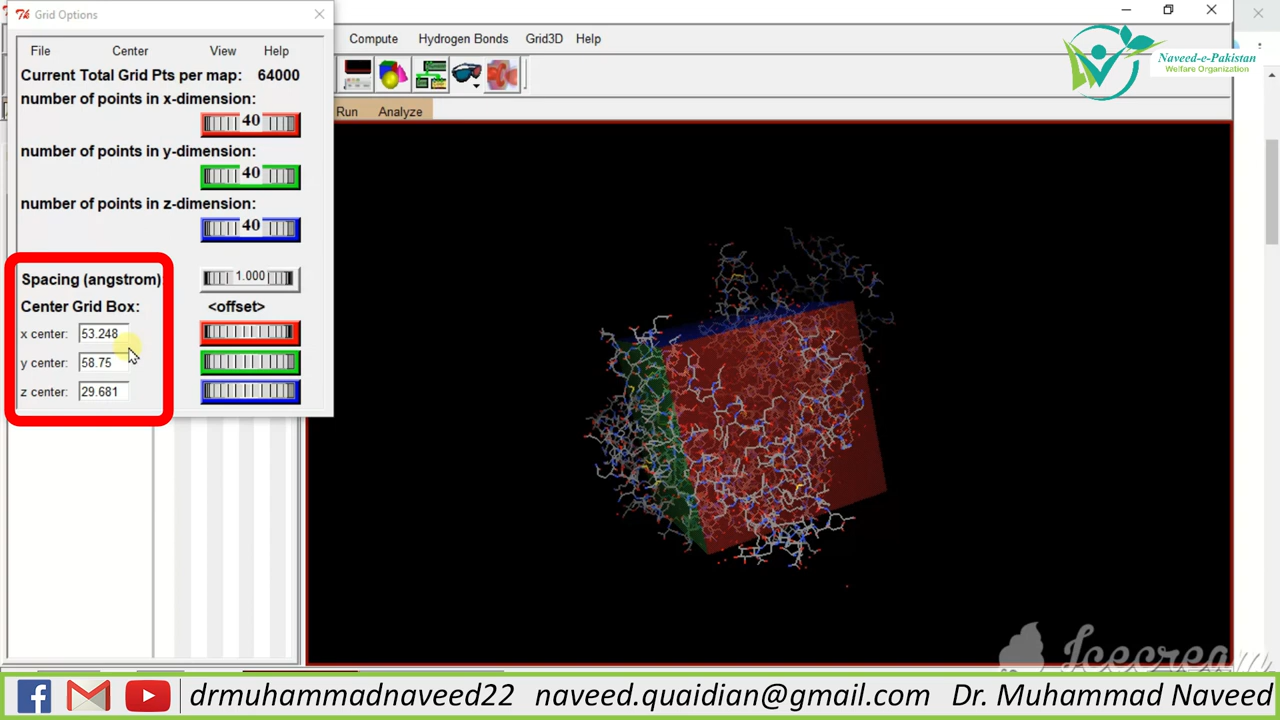 Grid Options
File Center View Help
Compute Hydrogen Bonds Grid3D Help
Naveed-e-Pakistan
Welfare Organization
Current Total Grid Pts per map: 64000
number of points in x-dimension:
40
number of points in y-dimension:
40
number of points in z-dimension:
40
Run Analyze
Spacing (angstrom) 1.000
Center Grid Box: <offset>
x center: 53.248
y center: 58.75
z center: 29.681
Icecream
drmuhammadnaveed22 naveed.quaidian@gmail.com Dr. Muhammad Naveed